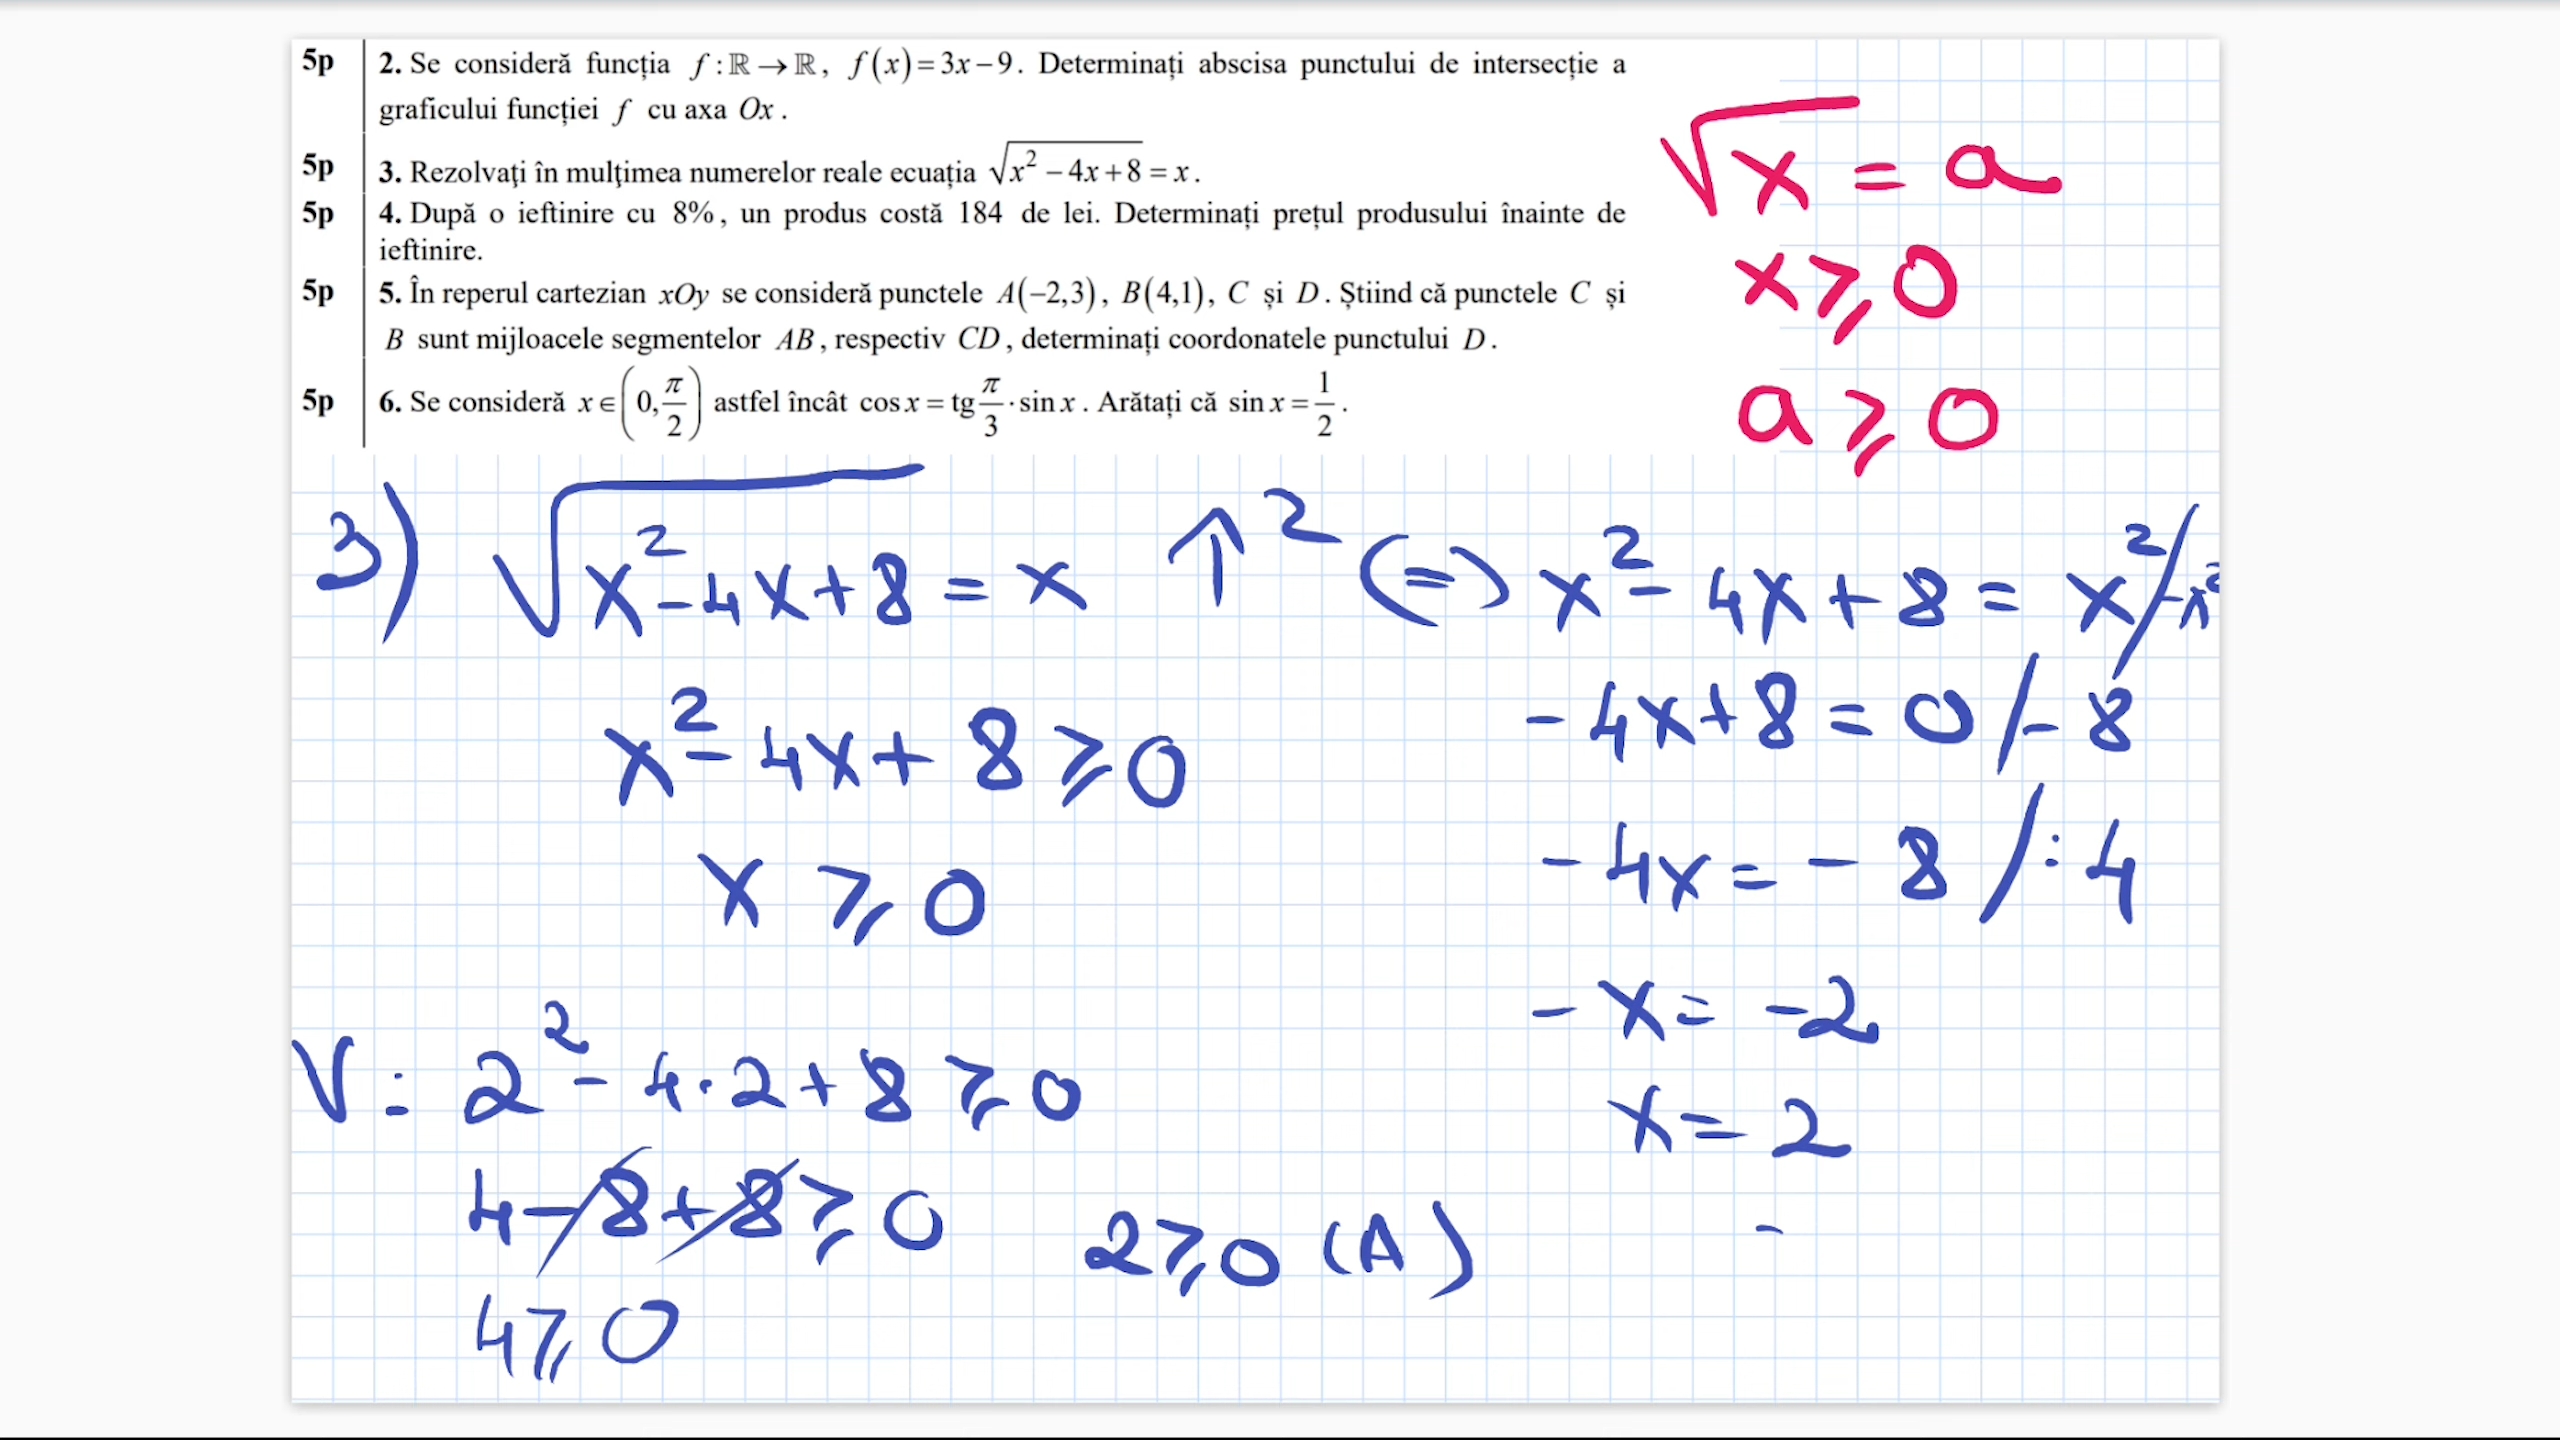 5p 2. Se consideră funcția f : ℝ → ℝ, f(x) = 3x − 9. Determinați abscisa punctului de intersecție a
graficului funcției f cu axa Ox.
5p 3. Rezolvați în mulțimea numerelor reale ecuația √(x² − 4x + 8) = x.
5p 4. După o ieftinire cu 8%, un produs costă 184 de lei. Determinați prețul produsului înainte de
ieftinire.
5p 5. În reperul cartezian xOy se consideră punctele A(−2,3), B(4,1), C și D. Știind că punctele C și
B sunt mijloacele segmentelor AB, respectiv CD, determinați coordonatele punctului D.
5p 6. Se consideră x ∈ (0, π/2) astfel încât cos x = tg π/3 · sin x. Arătați că sin x = 1/2.
√x = a
x ⩾ 0
a ⩾ 0
3) √(x² − 4x + 8) = x ↑² (=) x² − 4x + 8 = x² / −x²
− 4x + 8 = 0 / − 8
x² − 4x + 8 ⩾ 0
− 4x = − 8 / : 4
x ⩾ 0
− x = −2
V : 2² − 4·2 + 8 ⩾ 0
x = 2
4 − 8 + 8 ⩾ 0
2 ⩾ 0 (A)
4 ⩾ 0